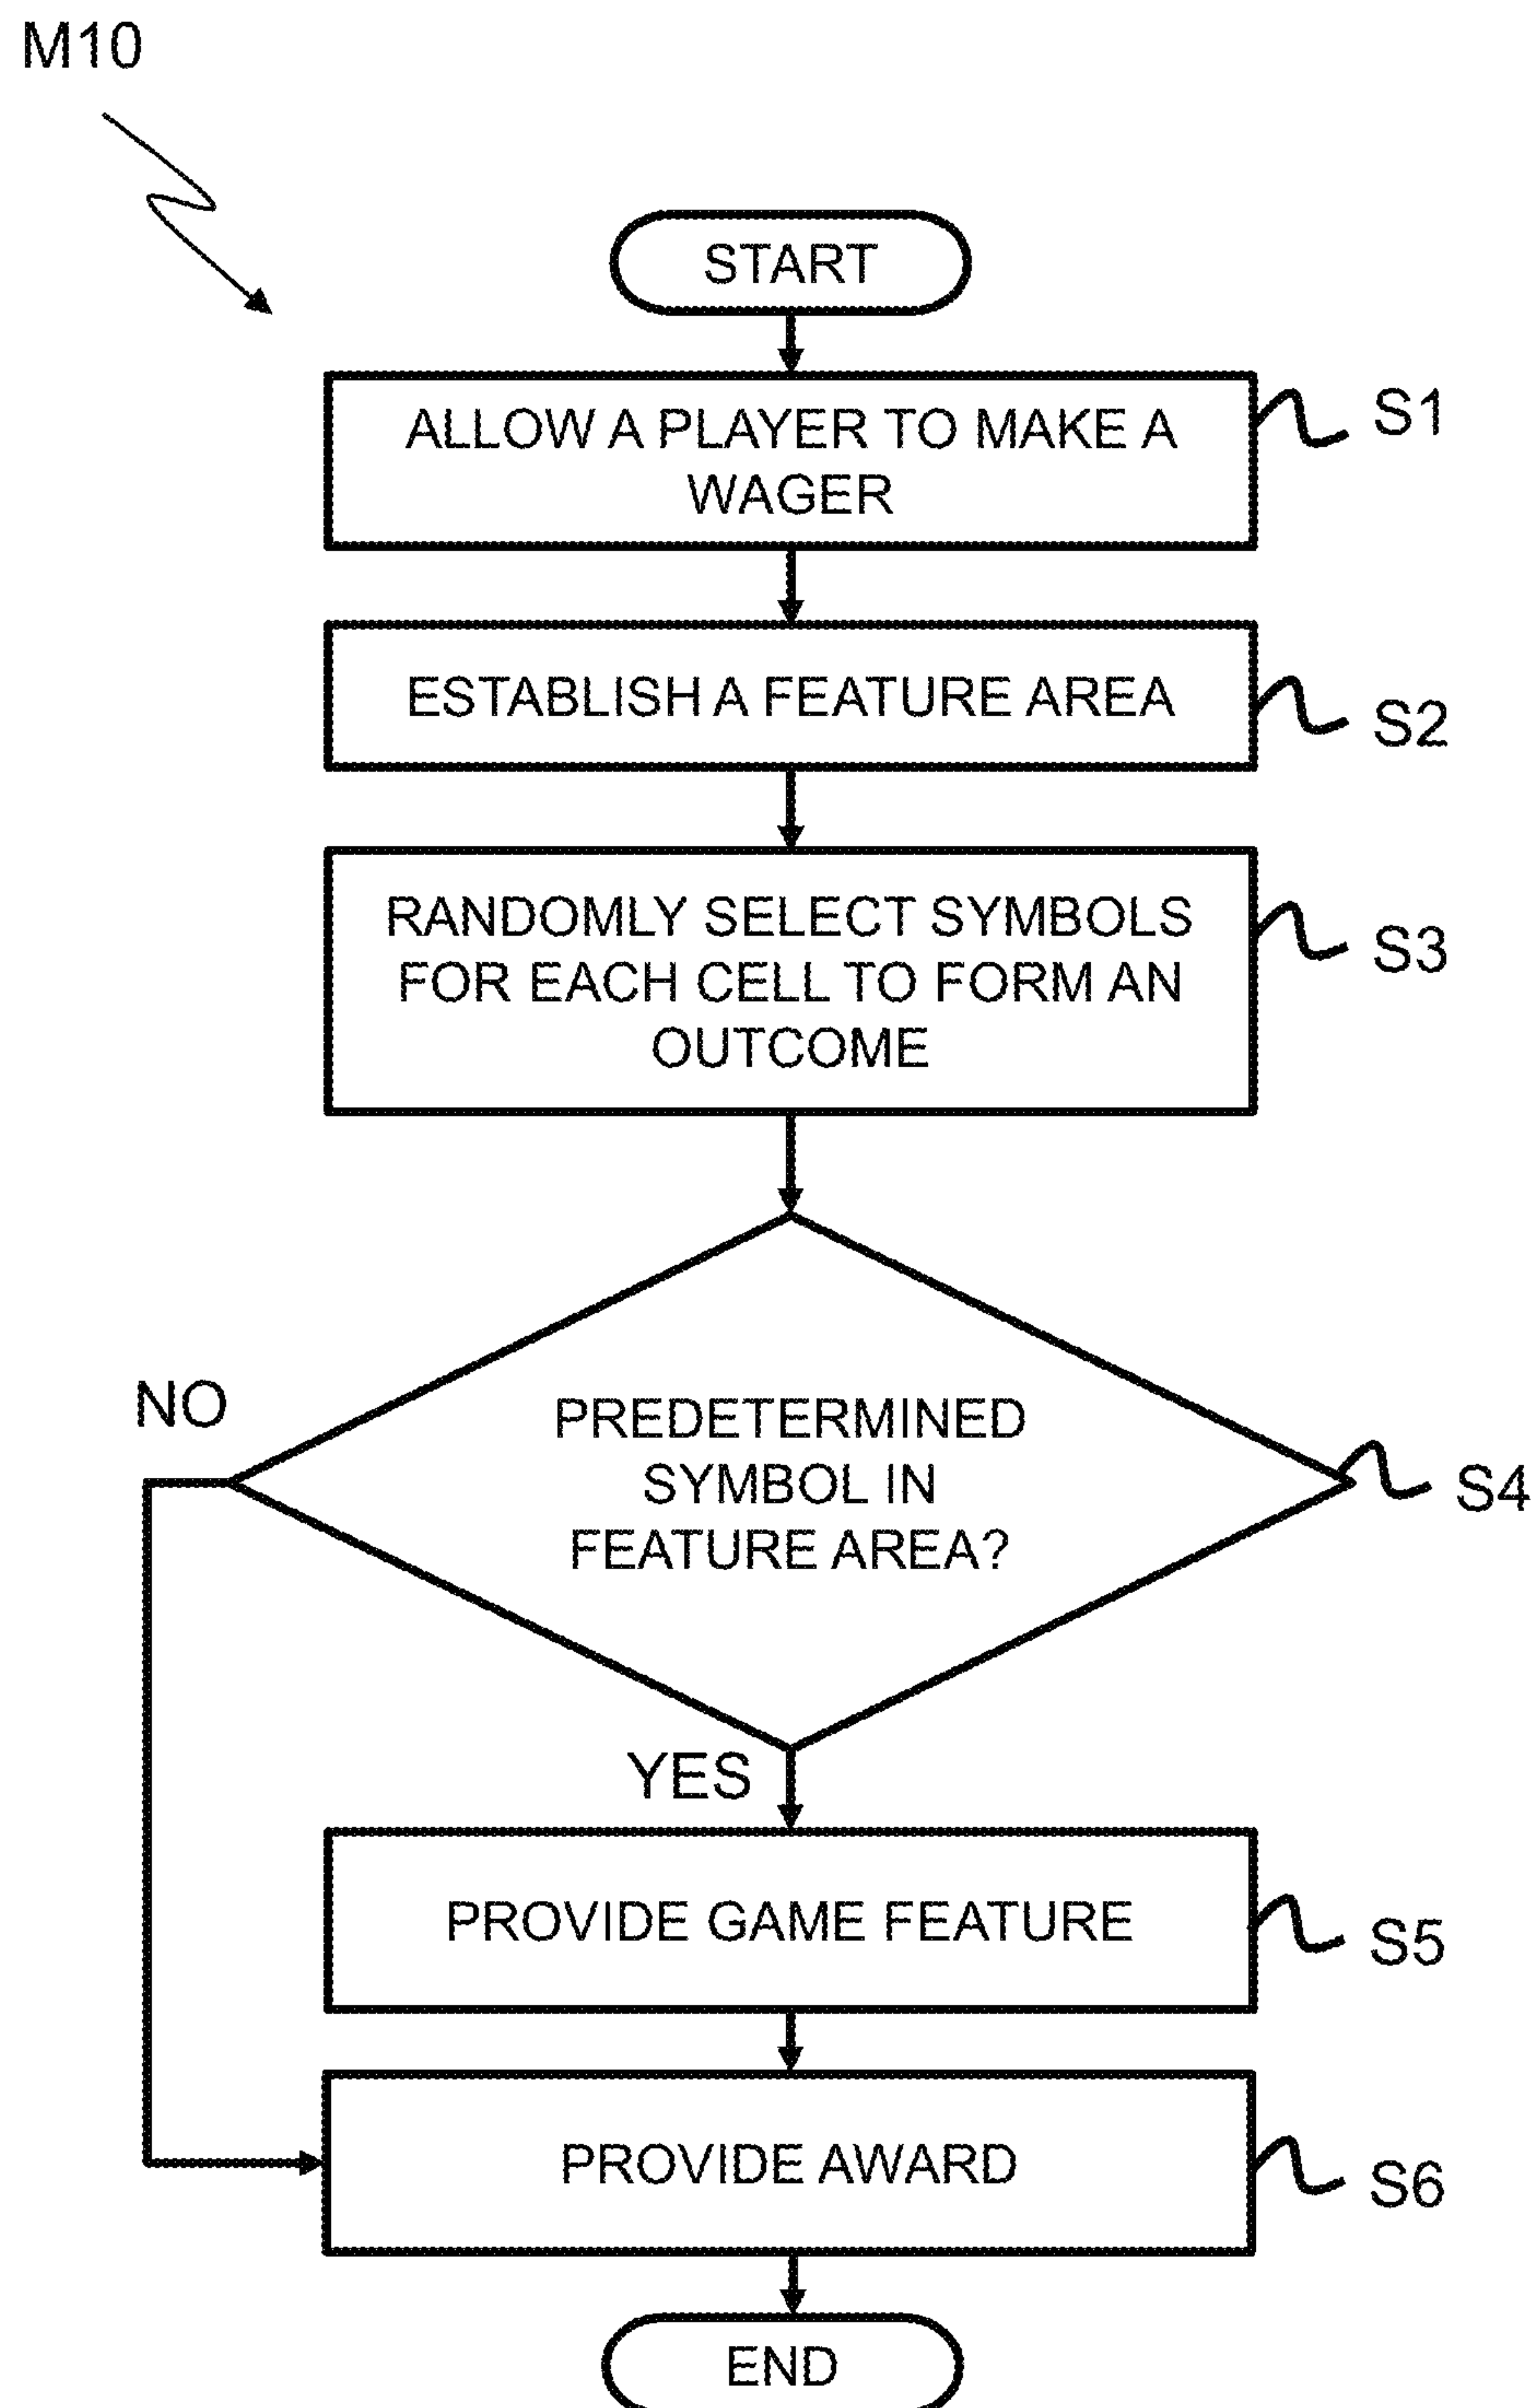 M10
START
ALLOW A PLAYER TO MAKE A
WAGER
S1
ESTABLISH A FEATURE AREA
S2
RANDOMLY SELECT SYMBOLS
FOR EACH CELL TO FORM AN
OUTCOME
S3
NO
PREDETERMINED
SYMBOL IN
FEATURE AREA?
S4
YES
PROVIDE GAME FEATURE
S5
PROVIDE AWARD
S6
END